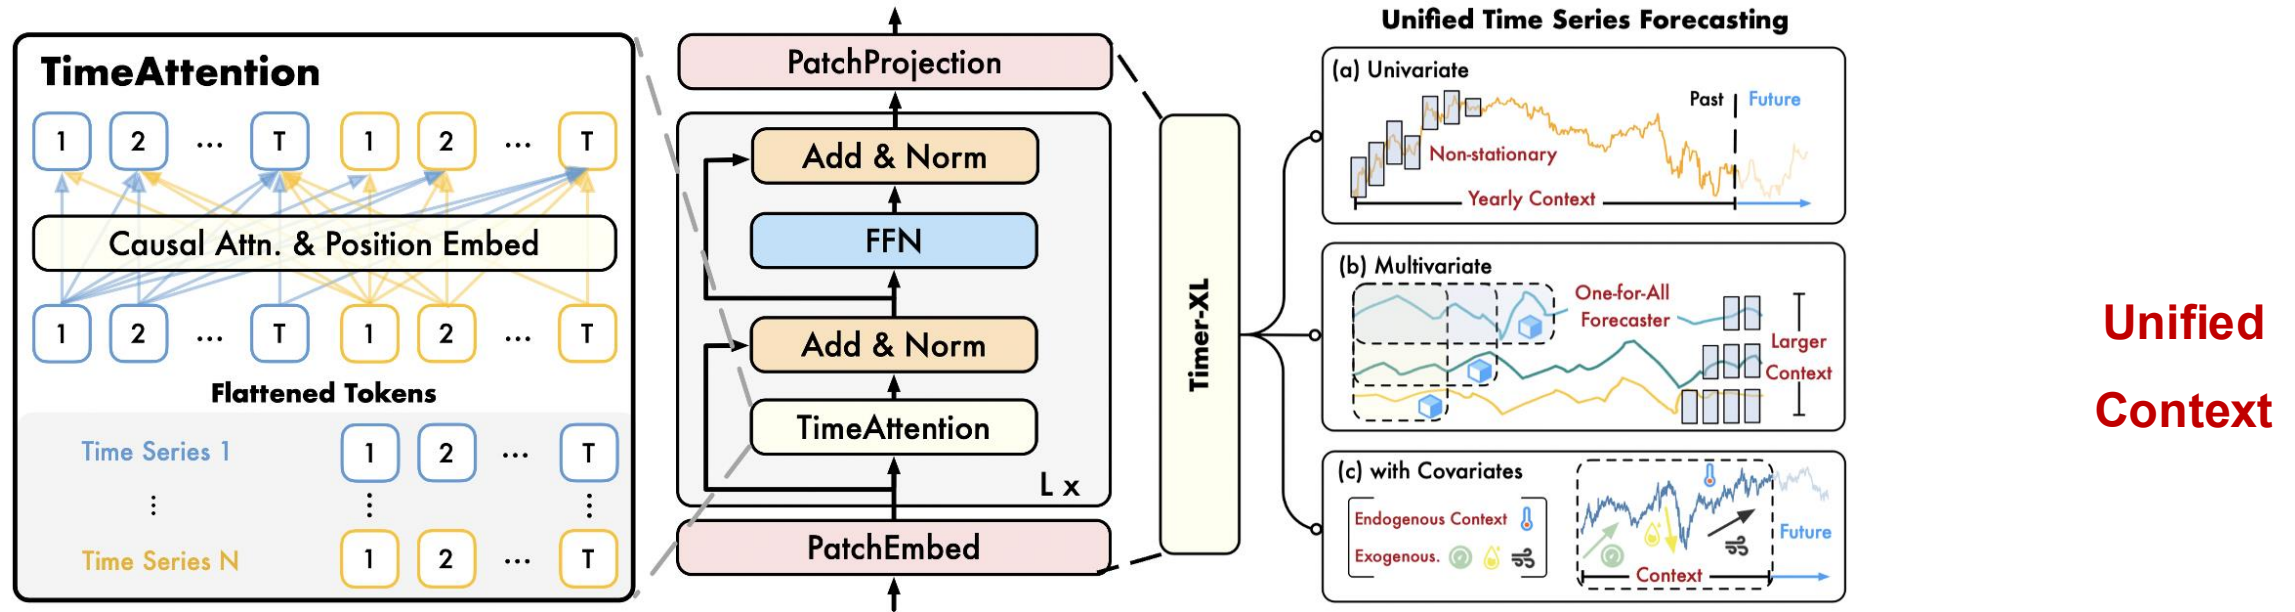 TimeAttention
1 2 ... T 1 2 ... T
Causal Attn. & Position Embed
1 2 ... T 1 2 ... T
Flattened Tokens
Time Series 1 1 2 ... T
⋮ ⋮ ⋮
Time Series N 1 2 ... T
PatchProjection
Add & Norm
FFN
Add & Norm
TimeAttention
L x
PatchEmbed
Timer-XL
Unified Time Series Forecasting
(a) Univariate
Past Future
Non-stationary
Yearly Context
(b) Multivariate
One-for-All
Forecaster
Larger
Context
(c) with Covariates
Endogenous Context
Exogenous.
Future
Context
Unified
Context